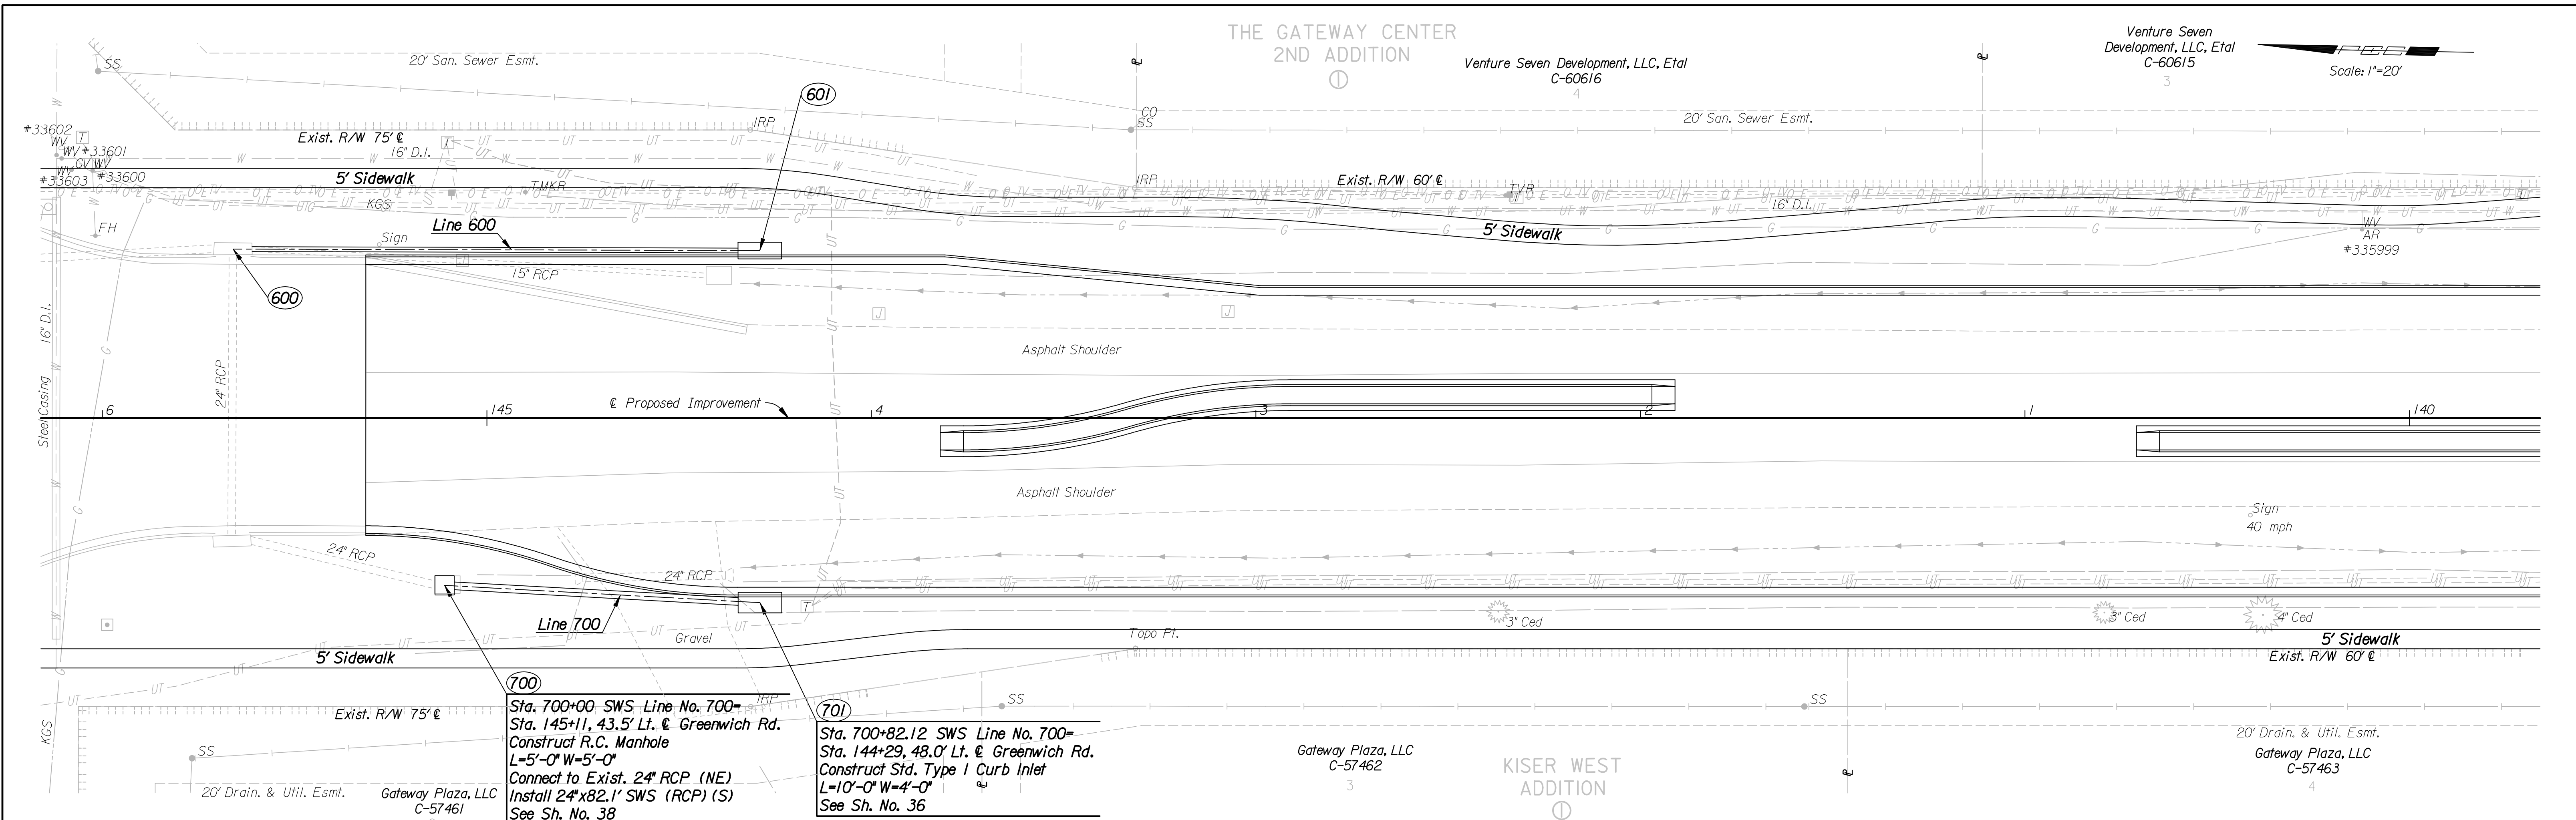 THE GATEWAY CENTER
2ND ADDITION
1
Venture Seven Development, LLC, Etal
C-60616
4
Venture Seven
Development, LLC, Etal
C-60615
3
Scale: 1"=20'
SS
20' San. Sewer Esmt.
601
CO
SS
20' San. Sewer Esmt.
#33602
WV
T
WV #33601
GV WV
WV #33600
#33603
Exist. R/W 75' ℄
16" D.I.
T
IRP
IRP
Exist. R/W 60' ℄
5' Sidewalk
TMKR
TVR
T
KGS
16" D.I.
FH
Line 600
5' Sidewalk
WV
AR
#335999
Sign
J
15" RCP
600
J
J
16" D.I.
Steel Casing
24" RCP
Asphalt Shoulder
℄ Proposed Improvement
6
145
4
3
2
1
140
Asphalt Shoulder
Sign
40 mph
24" RCP
24" RCP
T
Line 700
Gravel
Topo Pt.
3" Ced
3" Ced
4" Ced
5' Sidewalk
5' Sidewalk
Exist. R/W 60' ℄
KGS
Exist. R/W 75' ℄
IRP
SS
SS
SS
700
Sta. 700+00 SWS Line No. 700=
Sta. 145+11, 43.5' Lt. ℄ Greenwich Rd.
Construct R.C. Manhole
L=5'-0" W=5'-0"
Connect to Exist. 24" RCP (NE)
Install 24"x82.1' SWS (RCP) (S)
See Sh. No. 38
701
Sta. 700+82.12 SWS Line No. 700=
Sta. 144+29, 48.0' Lt. ℄ Greenwich Rd.
Construct Std. Type 1 Curb Inlet
L=10'-0" W=4'-0"
See Sh. No. 36
20' Drain. & Util. Esmt.
Gateway Plaza, LLC
C-57461
Gateway Plaza, LLC
C-57462
3
KISER WEST
ADDITION
1
20' Drain. & Util. Esmt.
Gateway Plaza, LLC
C-57463
4